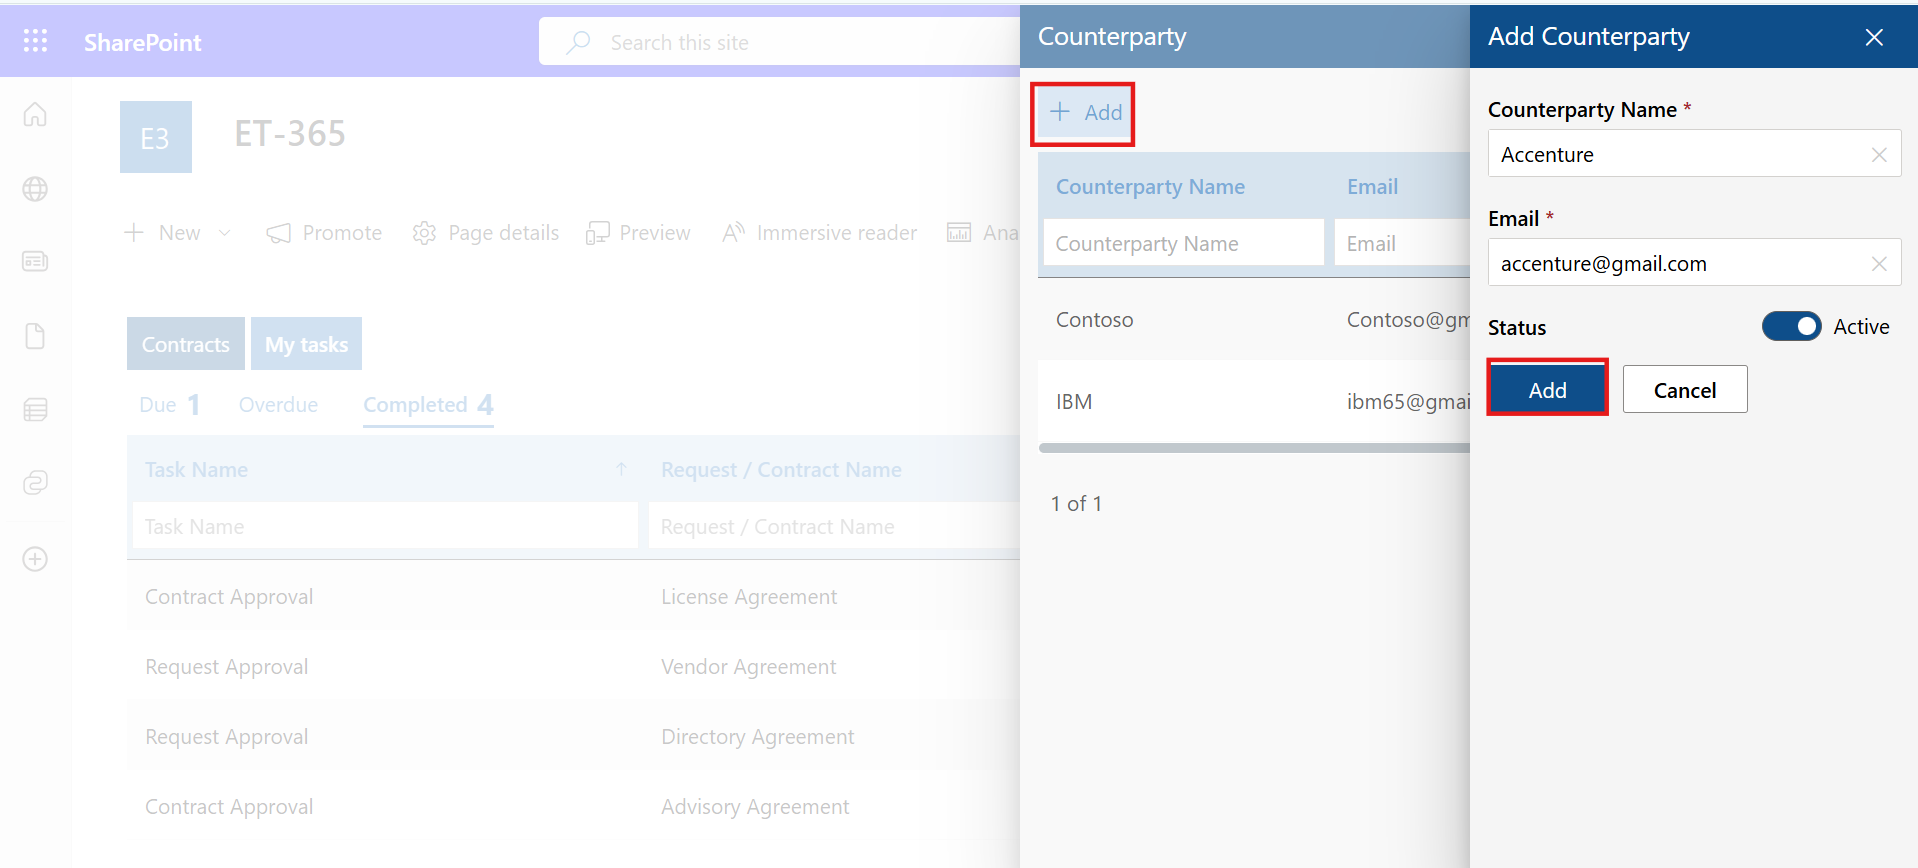 SharePoint
Search this site
E3
ET-365
New
Promote
Page details
Preview
Immersive reader
Ana
Contracts
My tasks
Due 1
Overdue
Completed 4
Task Name
Request / Contract Name
Task Name
Request / Contract Name
Contract Approval
License Agreement
Request Approval
Vendor Agreement
Request Approval
Directory Agreement
Contract Approval
Advisory Agreement
Counterparty
+ Add
Counterparty Name
Email
Counterparty Name
Email
Contoso
Contoso@gm
IBM
ibm65@gmai
1 of 1
Add Counterparty
Counterparty Name *
Accenture
Email *
accenture@gmail.com
Status
Active
Add
Cancel